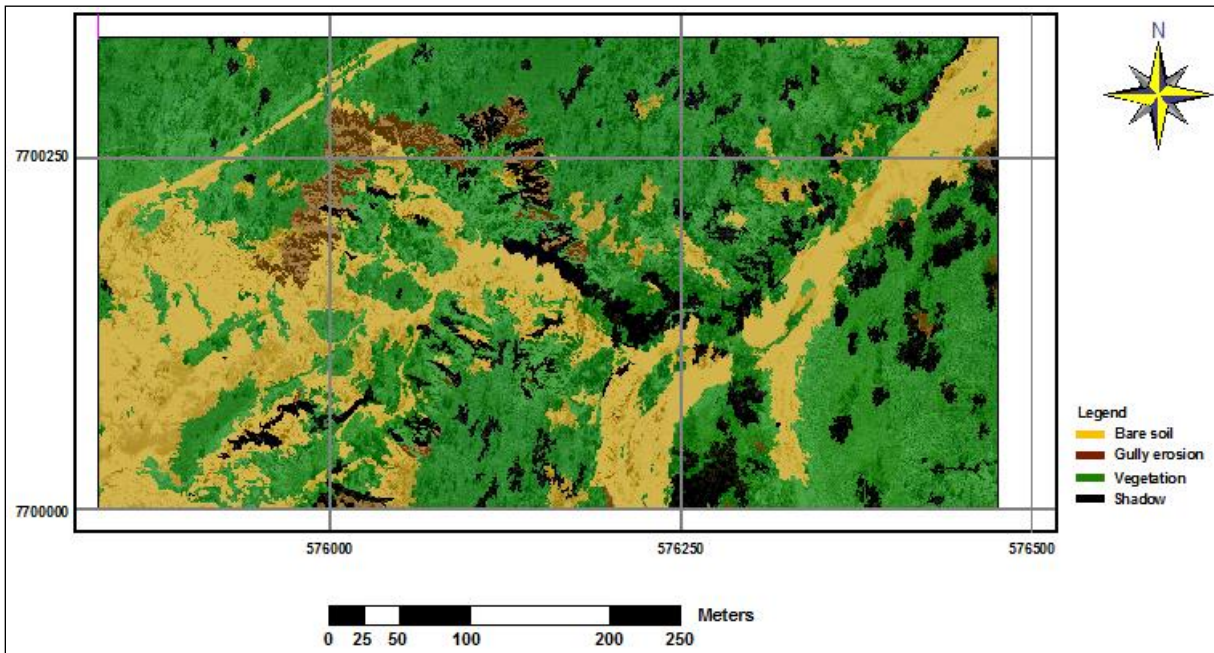 N
7700250
Legend
Bare soil
Gully erosion
Vegetation
Shadow
7700000
576000
576250
576500
Meters
0 25 50 100 200 250